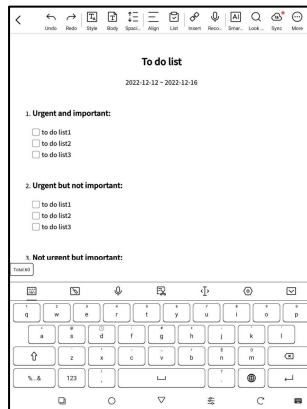 Undo Redo Style Body Spaci... Align List Insert Reco... Smar... Look ... Sync More
To do list
2022-12-12 ~ 2022-12-16
1. Urgent and important:
to do list1
to do list2
to do list3
2. Urgent but not important:
to do list1
to do list2
to do list3
3. Not urgent but important:
Total:60
q w e r t y u i o p
a s d f g h j k l
z x c v b n m
%...& 123 , .